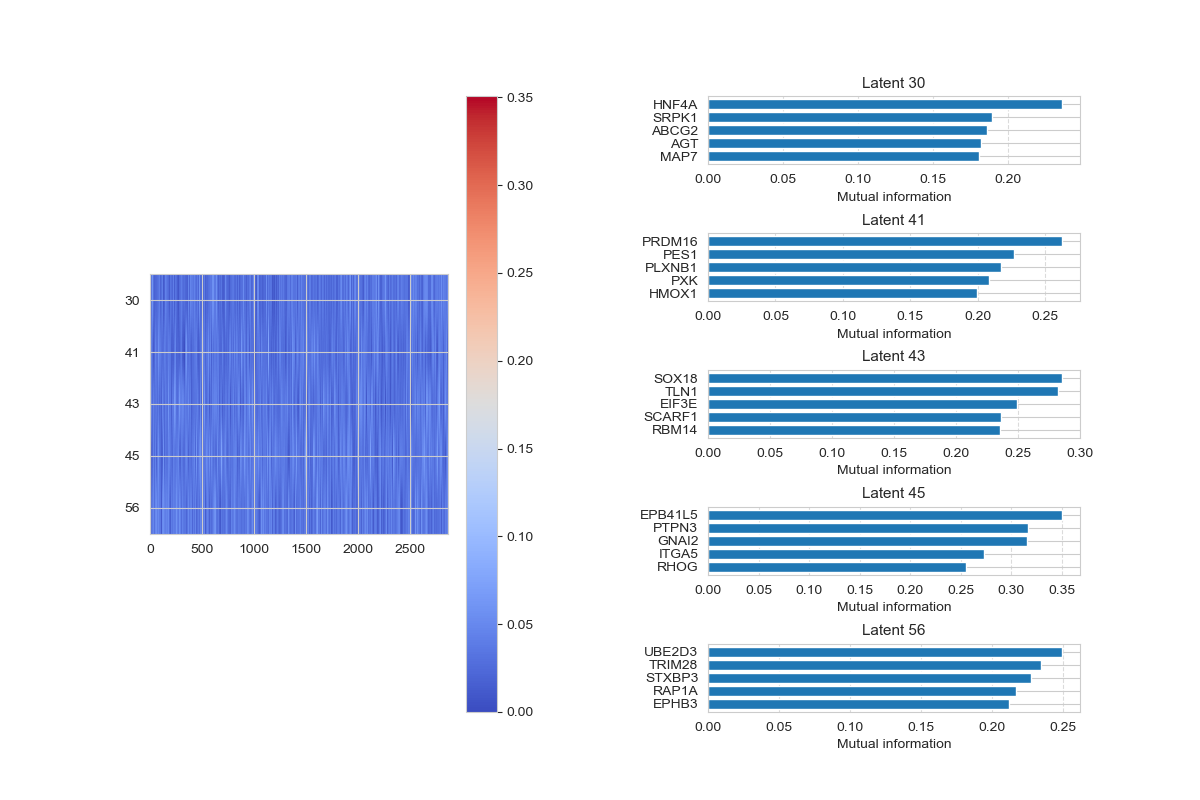 30
41
43
45
56
0 500 1000 1500 2000 2500
0.35
0.30
0.25
0.20
0.15
0.10
0.05
0.00
Latent 30
HNF4A
SRPK1
ABCG2
AGT
MAP7
0.00 0.05 0.10 0.15 0.20
Mutual information
Latent 41
PRDM16
PES1
PLXNB1
PXK
HMOX1
0.00 0.05 0.10 0.15 0.20 0.25
Mutual information
Latent 43
SOX18
TLN1
EIF3E
SCARF1
RBM14
0.00 0.05 0.10 0.15 0.20 0.25 0.30
Mutual information
Latent 45
EPB41L5
PTPN3
GNAI2
ITGA5
RHOG
0.00 0.05 0.10 0.15 0.20 0.25 0.30 0.35
Mutual information
Latent 56
UBE2D3
TRIM28
STXBP3
RAP1A
EPHB3
0.00 0.05 0.10 0.15 0.20 0.25
Mutual information